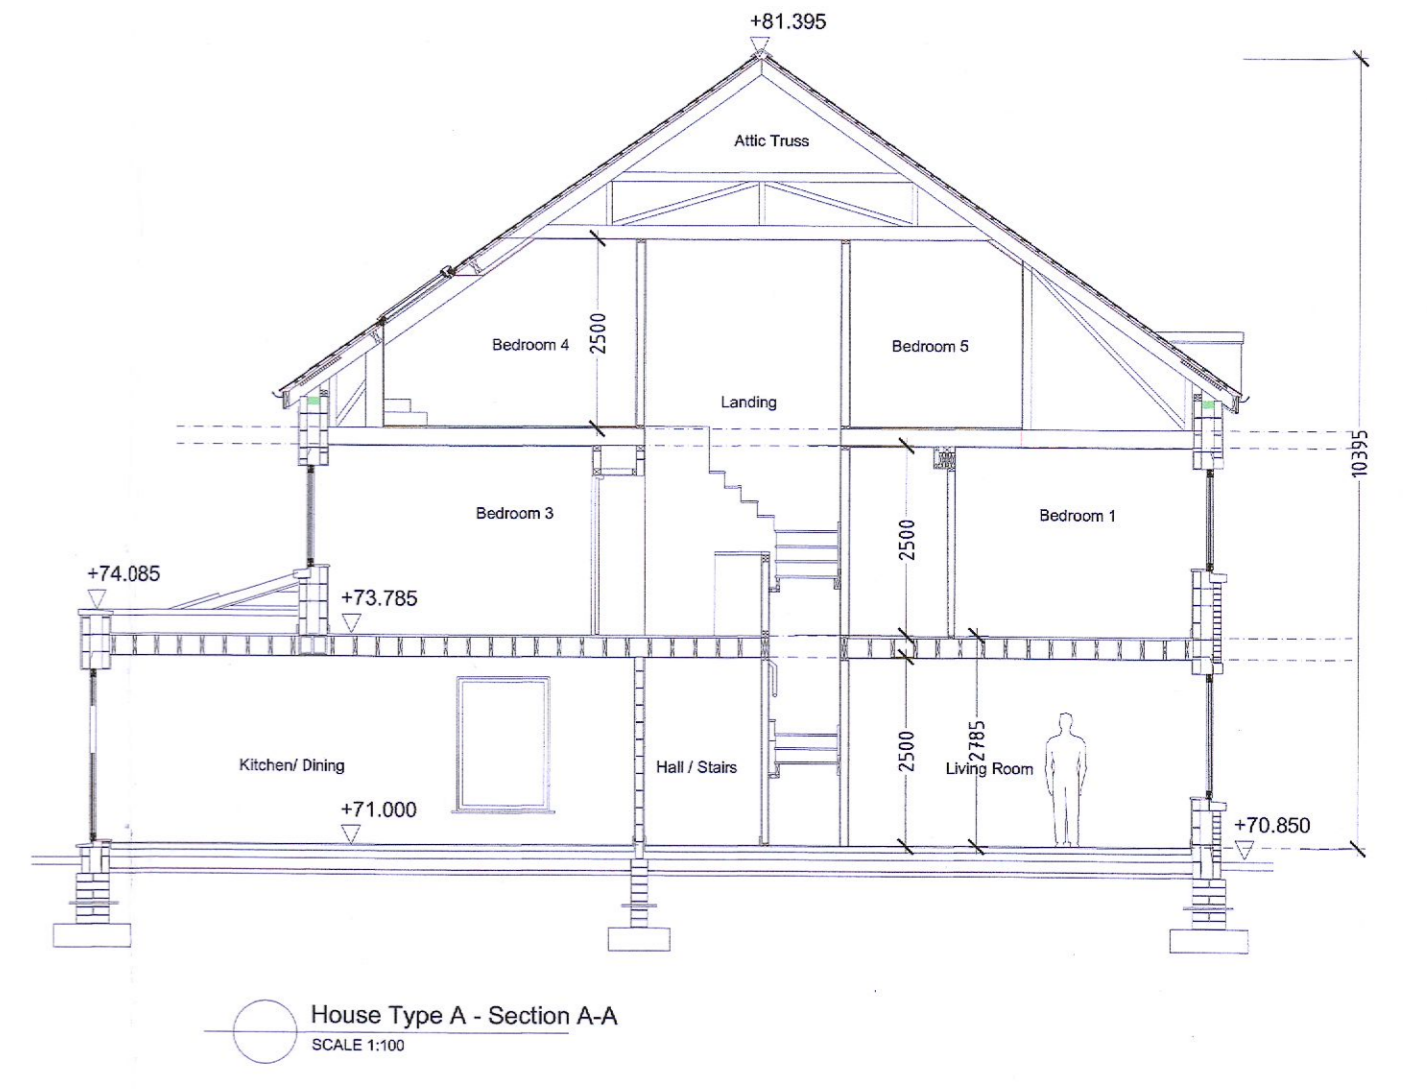 +81.395
Attic Truss
2500
Bedroom 4
Bedroom 5
Landing
10395
Bedroom 3
2500
Bedroom 1
+74.085
+73.785
Kitchen/ Dining
Hall / Stairs
2500
2785
Living Room
+71.000
+70.850
House Type A - Section A-A
SCALE 1:100